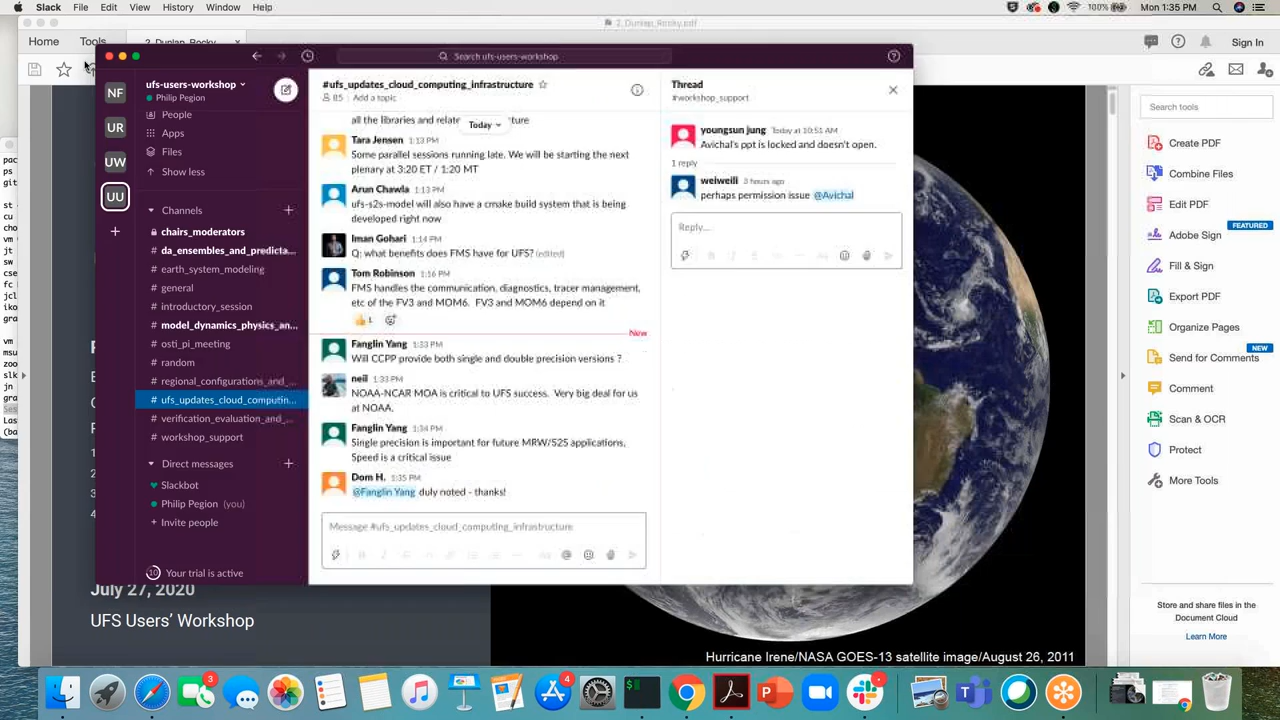 Slack File Edit View History Window Help
100% Mon 1:35 PM
2_Dunlap_Rocky.pdf
Home Tools 2_Dunlap_Rocky... ×
Sign In
Search ufs-users-workshop
NF
UR
UW
UU
ufs-users-workshop
Philip Pegion
People
Apps
Files
Show less
Channels
chairs_moderators
# da_ensembles_and_predicta...
# earth_system_modeling
# general
# introductory_session
# model_dynamics_physics_an...
# osti_pi_meeting
# random
# regional_configurations_and_...
# ufs_updates_cloud_computin...
# verification_evaluation_and_...
# workshop_support
Direct messages
Slackbot
Philip Pegion (you)
+ Invite people
Your trial is active
#ufs_updates_cloud_computing_infrastructure
85 | Add a topic
Today
Tara Jensen 1:13 PM
Some parallel sessions running late. We will be starting the next
plenary at 3:20 ET / 1:20 MT
Arun Chawla 1:13 PM
ufs-s2s-model will also have a cmake build system that is being
developed right now
Iman Gohari 1:14 PM
Q: what benefits does FMS have for UFS? (edited)
Tom Robinson 1:16 PM
FMS handles the communication, diagnostics, tracer management,
etc of the FV3 and MOM6. FV3 and MOM6 depend on it
1
New
Fanglin Yang 1:33 PM
Will CCPP provide both single and double precision versions ?
neil 1:33 PM
NOAA-NCAR MOA is critical to UFS success. Very big deal for us
at NOAA.
Fanglin Yang 1:34 PM
Single precision is important for future MRW/S2S applications,
Speed is a critical issue
Dom H. 1:35 PM
@Fanglin Yang duly noted - thanks!
Message #ufs_updates_cloud_computing_infrastructure
Thread
#workshop_support
youngsun jung Today at 10:51 AM
Avichal's ppt is locked and doesn't open.
1 reply
weiweili 3 hours ago
perhaps permission issue @Avichal
Reply...
Search tools
Create PDF
Combine Files
Edit PDF
FEATURED
Adobe Sign
Fill & Sign
Export PDF
Organize Pages
NEW
Send for Comments
Comment
Scan & OCR
Protect
More Tools
Store and share files in the
Document Cloud
Learn More
July 27, 2020
UFS Users' Workshop
Hurricane Irene/NASA GOES-13 satellite image/August 26, 2011
3
4